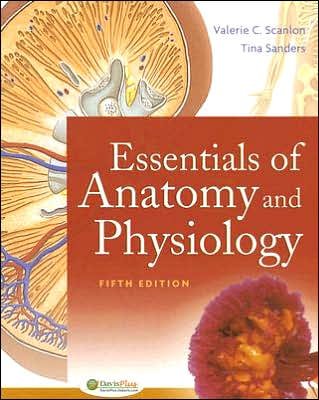 Valerie C. Scanlon
Tina Sanders
Essentials of
Anatomy and
Physiology
FIFTH EDITION
DavisPlus